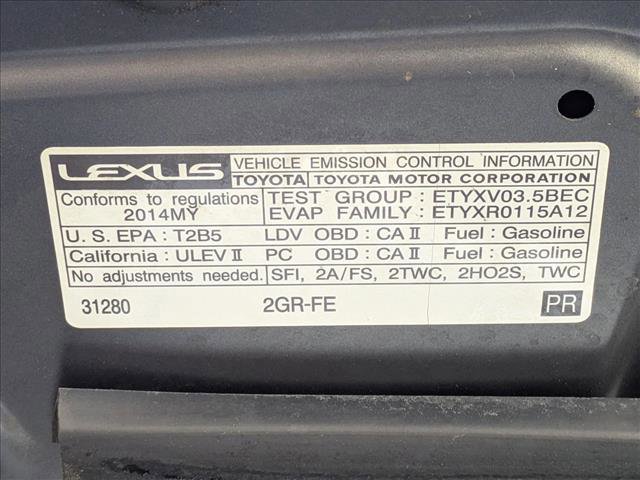 LEXUS VEHICLE EMISSION CONTROL INFORMATION
TOYOTA TOYOTA MOTOR CORPORATION
Conforms to regulations TEST GROUP : ETYXV03.5BEC
2014MY EVAP FAMILY : ETYXR0115A12
U. S. EPA : T2B5 LDV OBD : CA II Fuel : Gasoline
California : ULEV II PC OBD : CA II Fuel : Gasoline
No adjustments needed. SFI, 2A/FS, 2TWC, 2HO2S, TWC
31280 2GR-FE PR